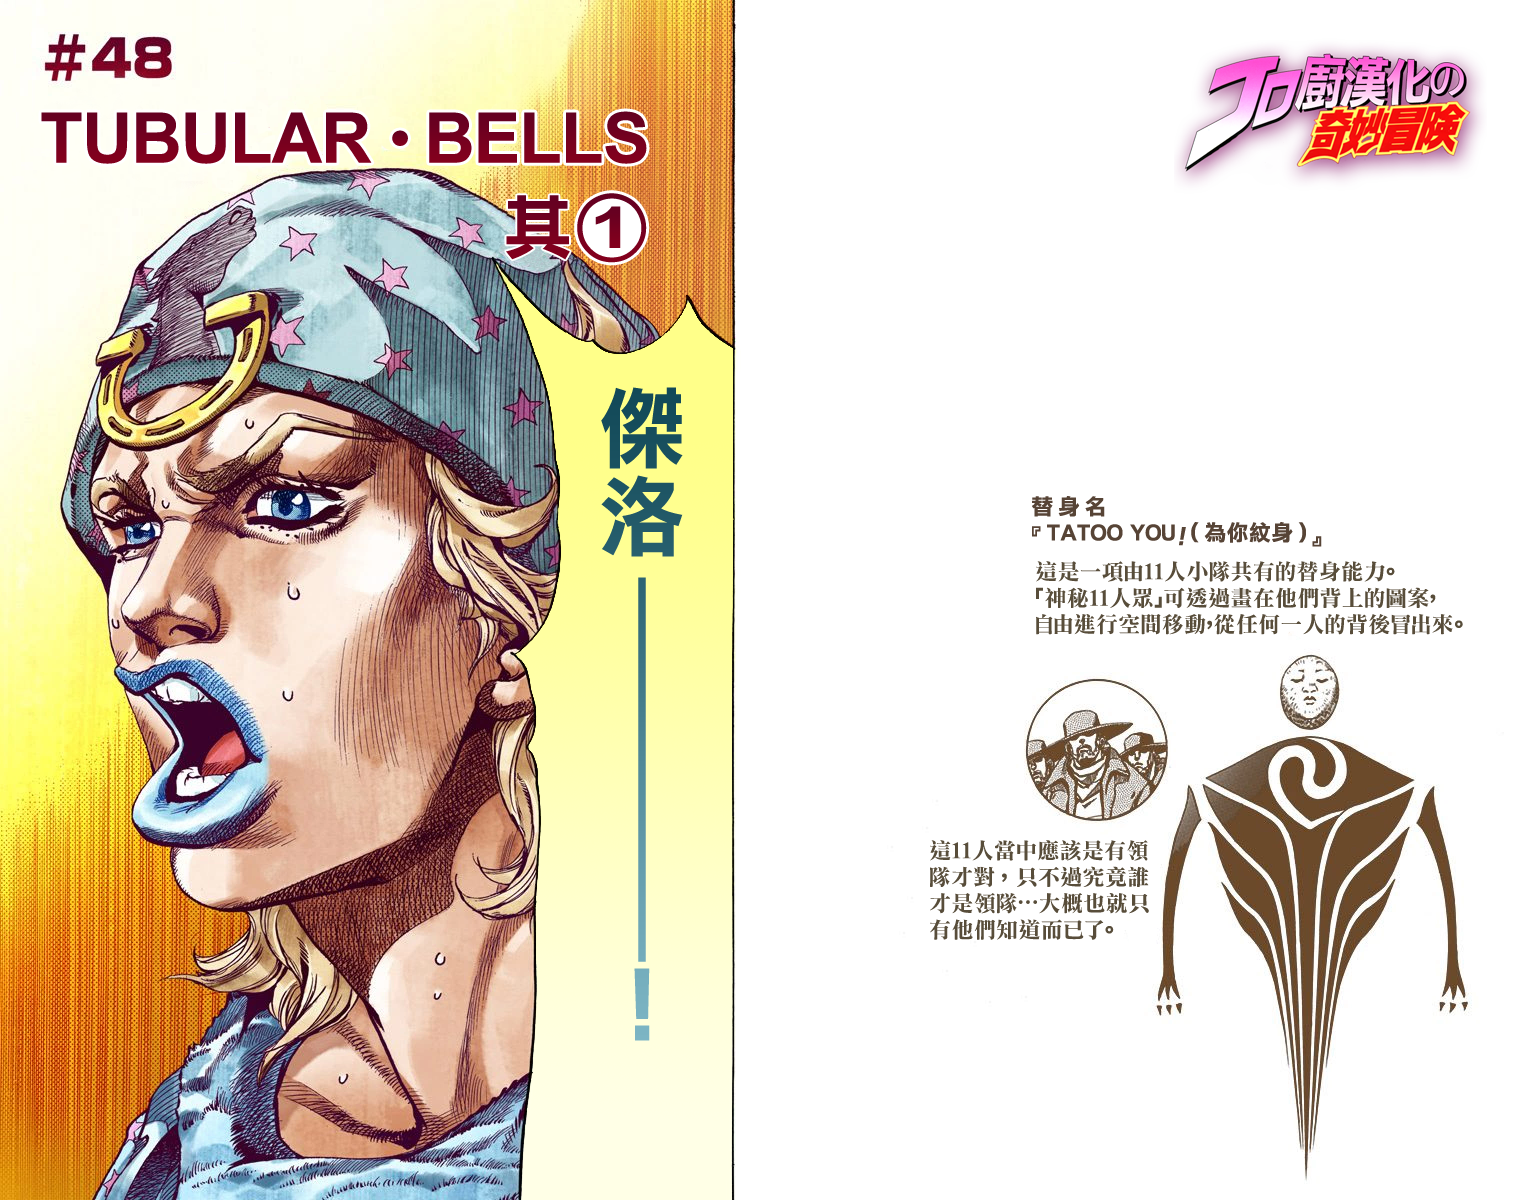 #48
TUBULAR・BELLS
其①
傑洛───!
JO廚漢化の
奇妙冒険
替身名
『TATOO YOU!(為你紋身)』
這是一項由11人小隊共有的替身能力。
『神秘11人眾』可透過畫在他們背上的圖案,
自由進行空間移動,從任何一人的背後冒出來。
這11人當中應該是有領
隊才對,只不過究竟誰
才是領隊…大概也就只
有他們知道而已了。